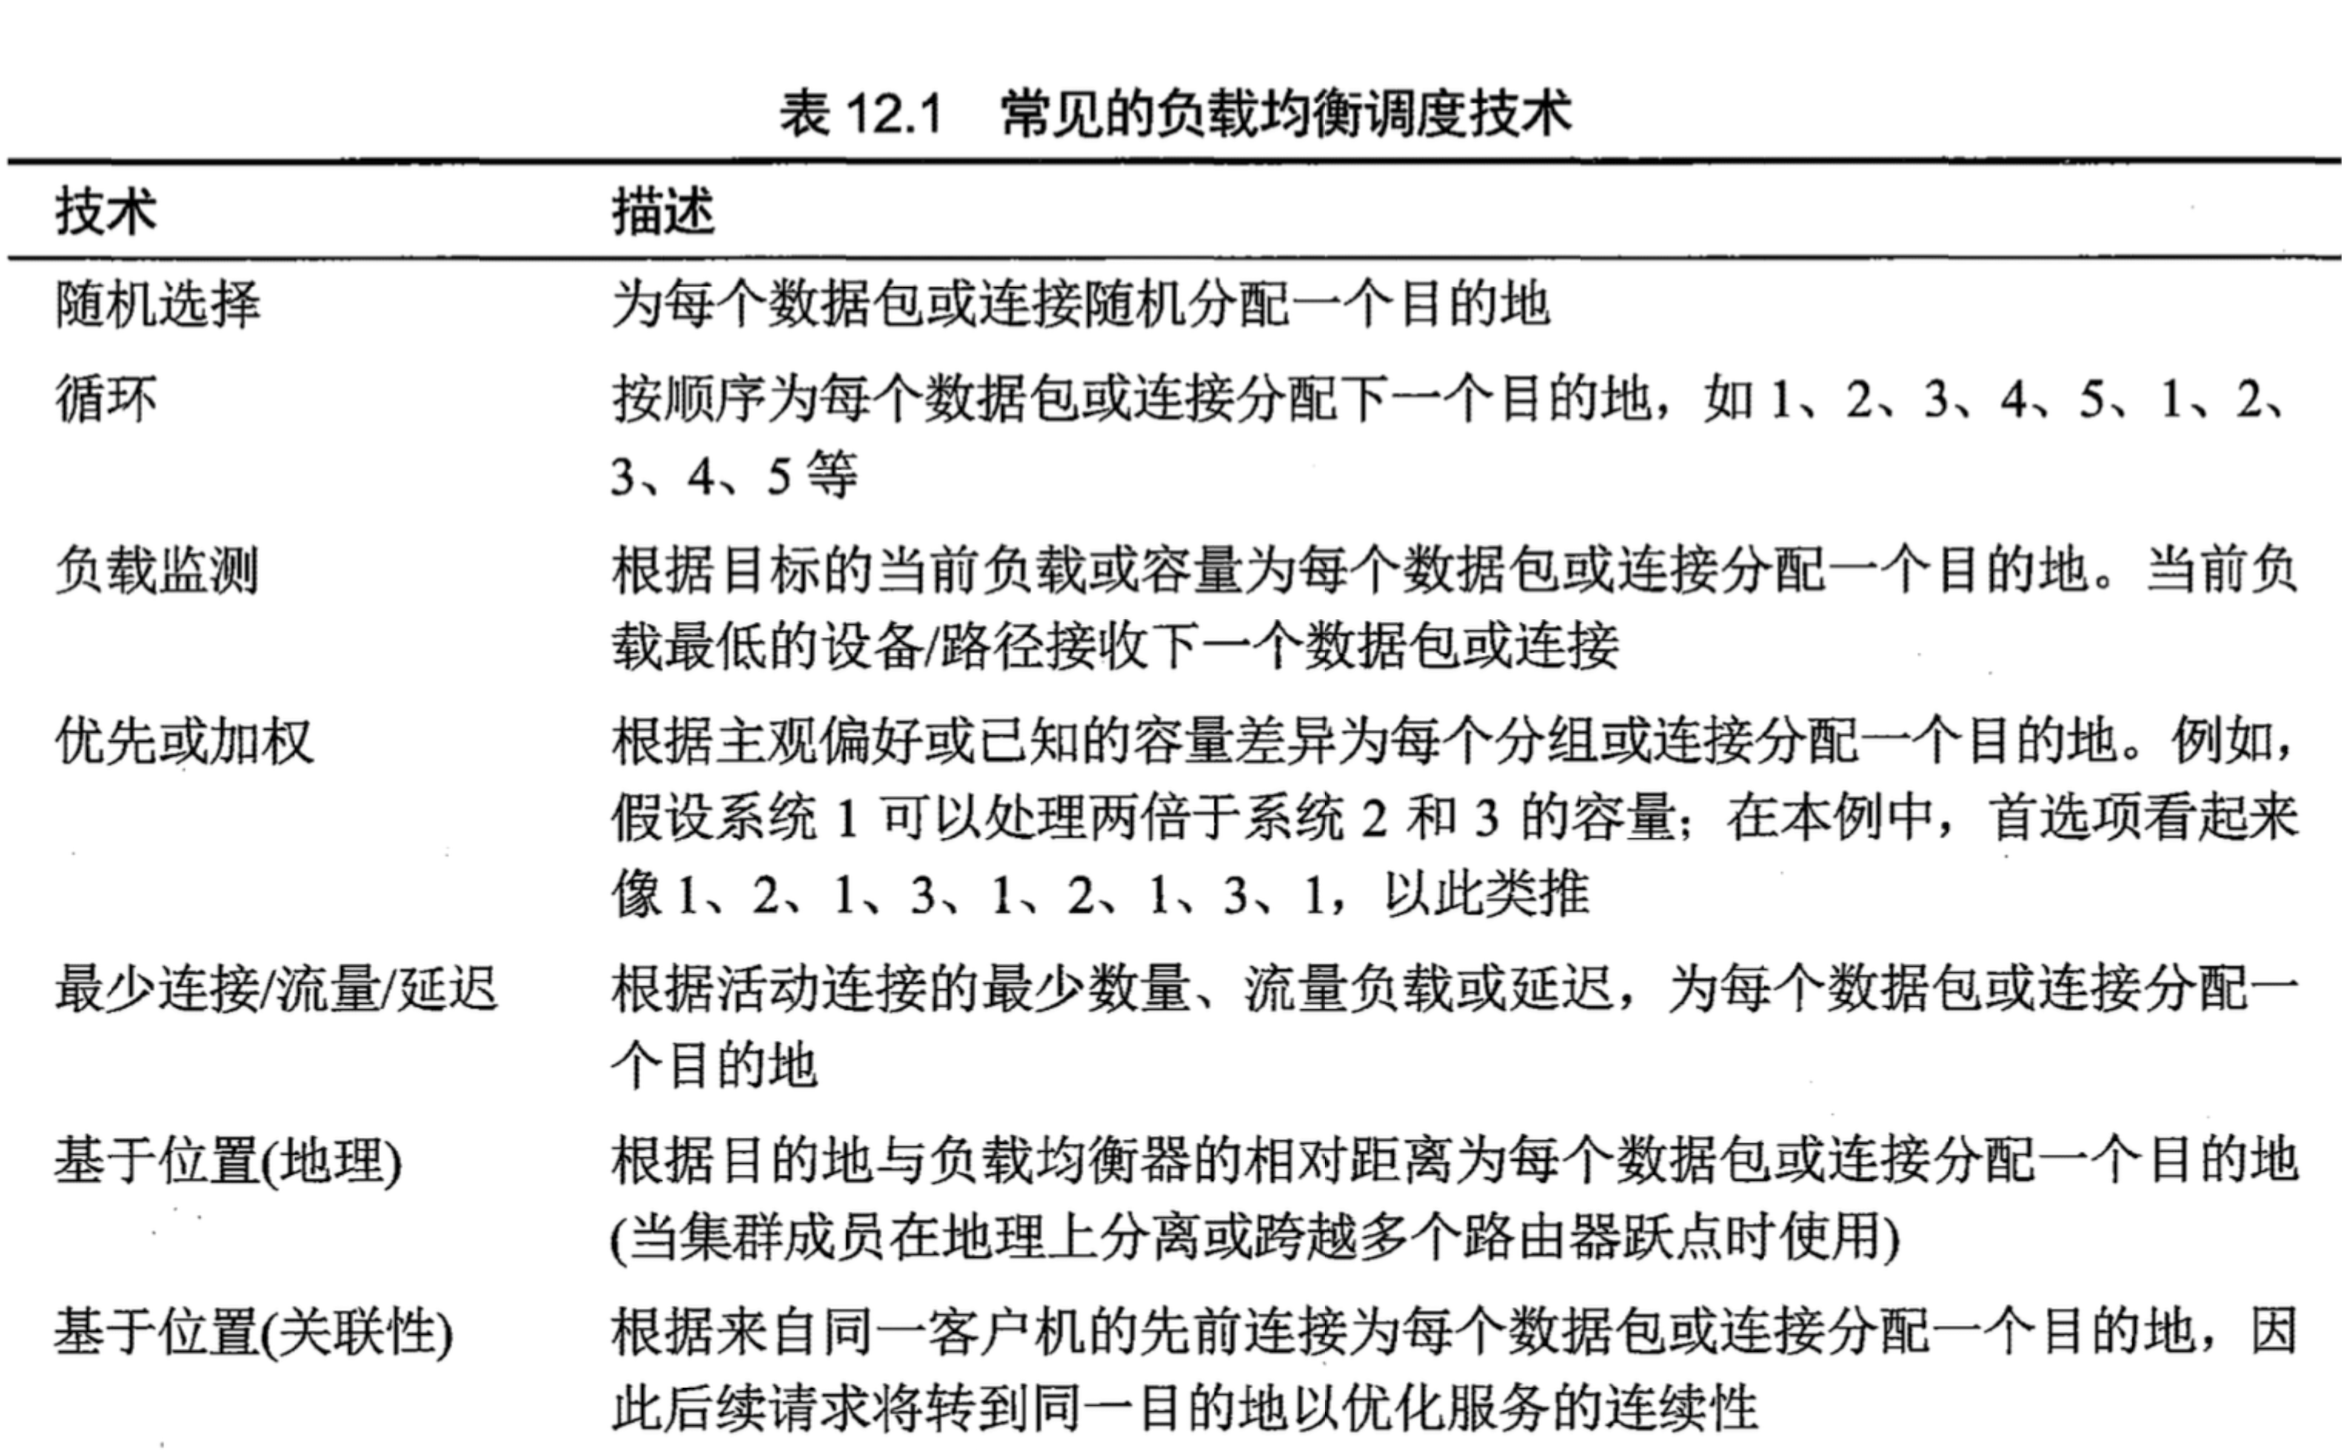 表 12.1 常见的负载均衡调度技术
技术 描述
随机选择 为每个数据包或连接随机分配一个目的地
循环 按顺序为每个数据包或连接分配下一个目的地，如 1、2、3、4、5、1、2、
3、4、5 等
负载监测 根据目标的当前负载或容量为每个数据包或连接分配一个目的地。当前负
载最低的设备/路径接收下一个数据包或连接
优先或加权 根据主观偏好或已知的容量差异为每个分组或连接分配一个目的地。例如，
假设系统 1 可以处理两倍于系统 2 和 3 的容量；在本例中，首选项看起来
像 1、2、1、3、1、2、1、3、1，以此类推
最少连接/流量/延迟 根据活动连接的最少数量、流量负载或延迟，为每个数据包或连接分配一
个目的地
基于位置(地理) 根据目的地与负载均衡器的相对距离为每个数据包或连接分配一个目的地
(当集群成员在地理上分离或跨越多个路由器跃点时使用)
基于位置(关联性) 根据来自同一客户机的先前连接为每个数据包或连接分配一个目的地，因
此后续请求将转到同一目的地以优化服务的连续性